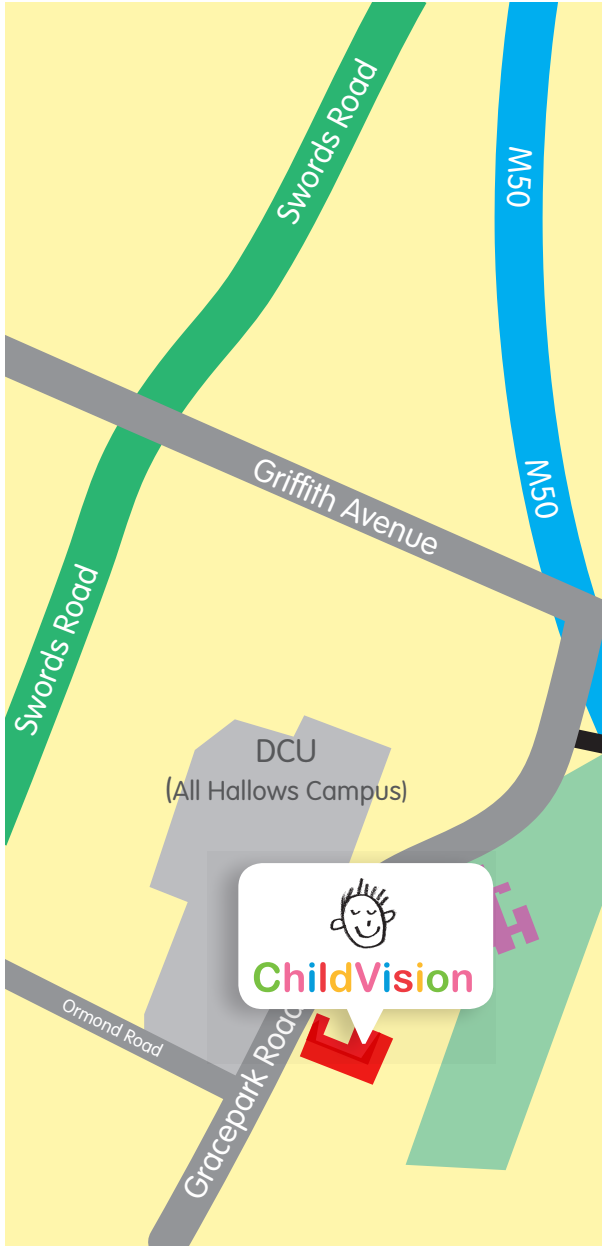 Swords Road
M50
Griffith Avenue
M50
Swords Road
DCU
(All Hallows Campus)
ChildVision
Ormond Road
Gracepark Road